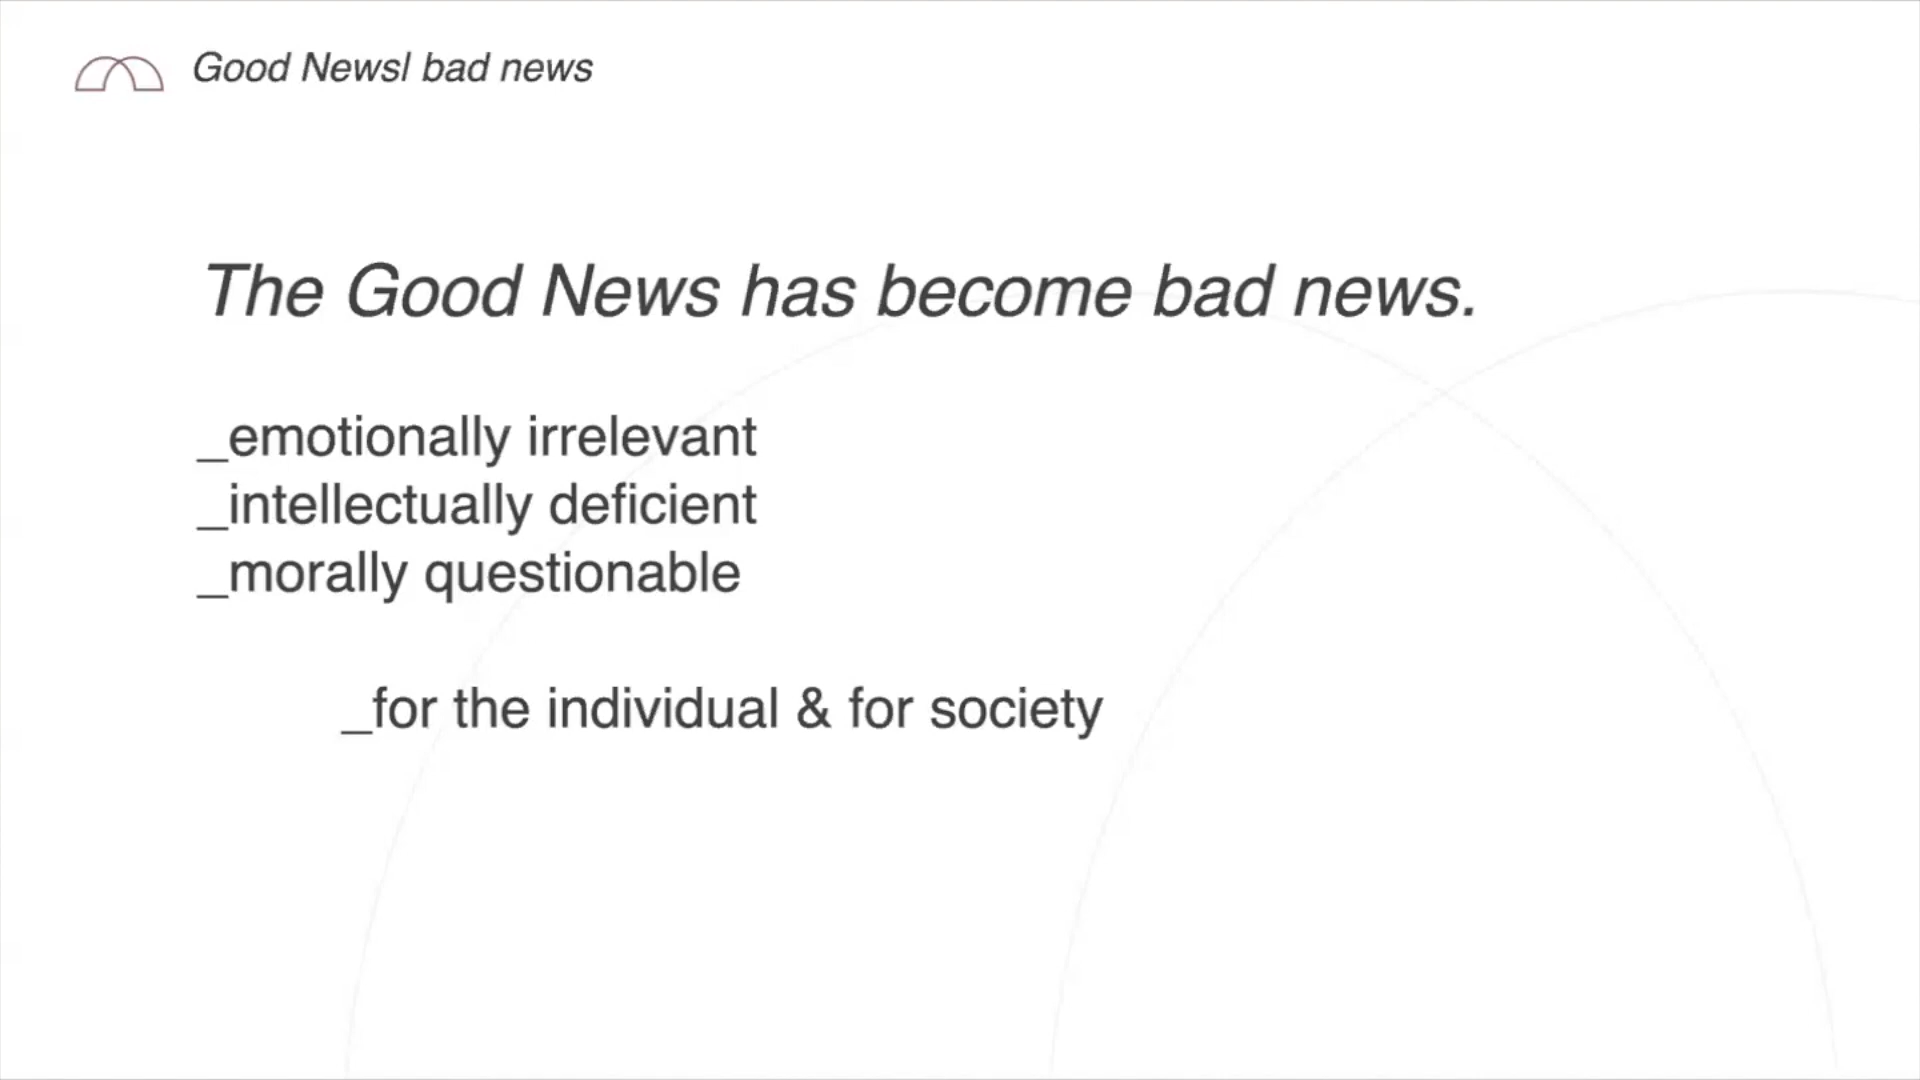 Good Newsl bad news
The Good News has become bad news.
_emotionally irrelevant
_intellectually deficient
_morally questionable
_for the individual & for society